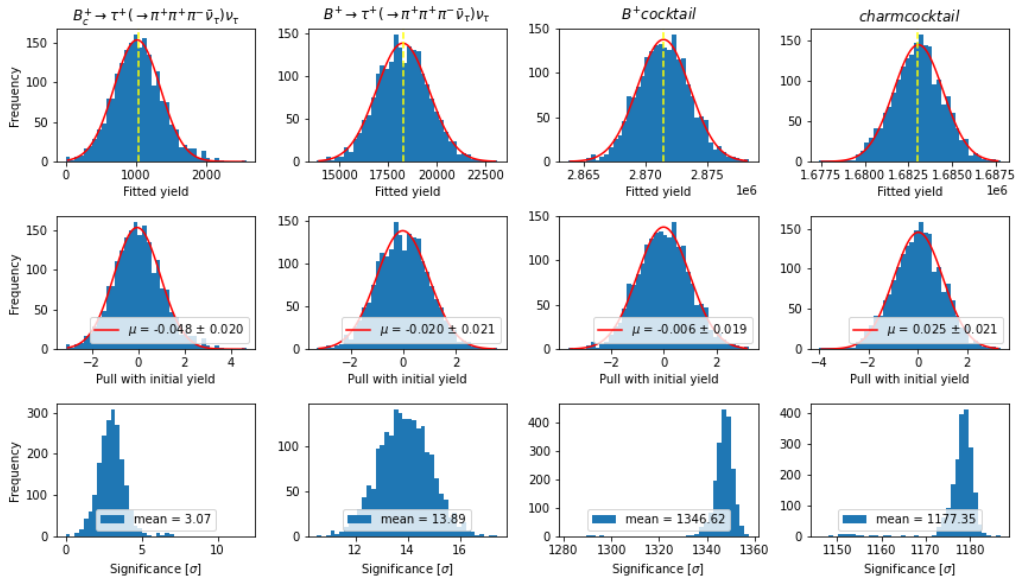 B_c^+ → τ^+(→ π^+π^+π^- ν̄_τ)ν_τ
B^+ → τ^+(→ π^+π^+π^- ν̄_τ)ν_τ
B^+cocktail
charmcocktail
Frequency
150
100
50
0
0 1000 2000
Fitted yield
150
100
50
0
15000 17500 20000 22500
Fitted yield
150
125
100
75
50
25
0
2.865 2.870 2.875
1e6
Fitted yield
150
100
50
0
1.6775 1.6800 1.6825 1.6850 1.6875
1e6
Fitted yield
Frequency
150
100
50
0
μ = -0.048 ± 0.020
-2 0 2 4
Pull with initial yield
150
100
50
0
μ = -0.020 ± 0.021
-2 0 2
Pull with initial yield
150
125
100
75
50
25
0
μ = -0.006 ± 0.019
-2 0 2
Pull with initial yield
150
100
50
0
μ = 0.025 ± 0.021
-4 -2 0 2
Pull with initial yield
Frequency
300
200
100
0
mean = 3.07
0 5 10
Significance [σ]
100
50
0
mean = 13.89
12 14 16
Significance [σ]
400
300
200
100
0
mean = 1346.62
1280 1300 1320 1340 1360
Significance [σ]
400
300
200
100
0
mean = 1177.35
1150 1160 1170 1180
Significance [σ]